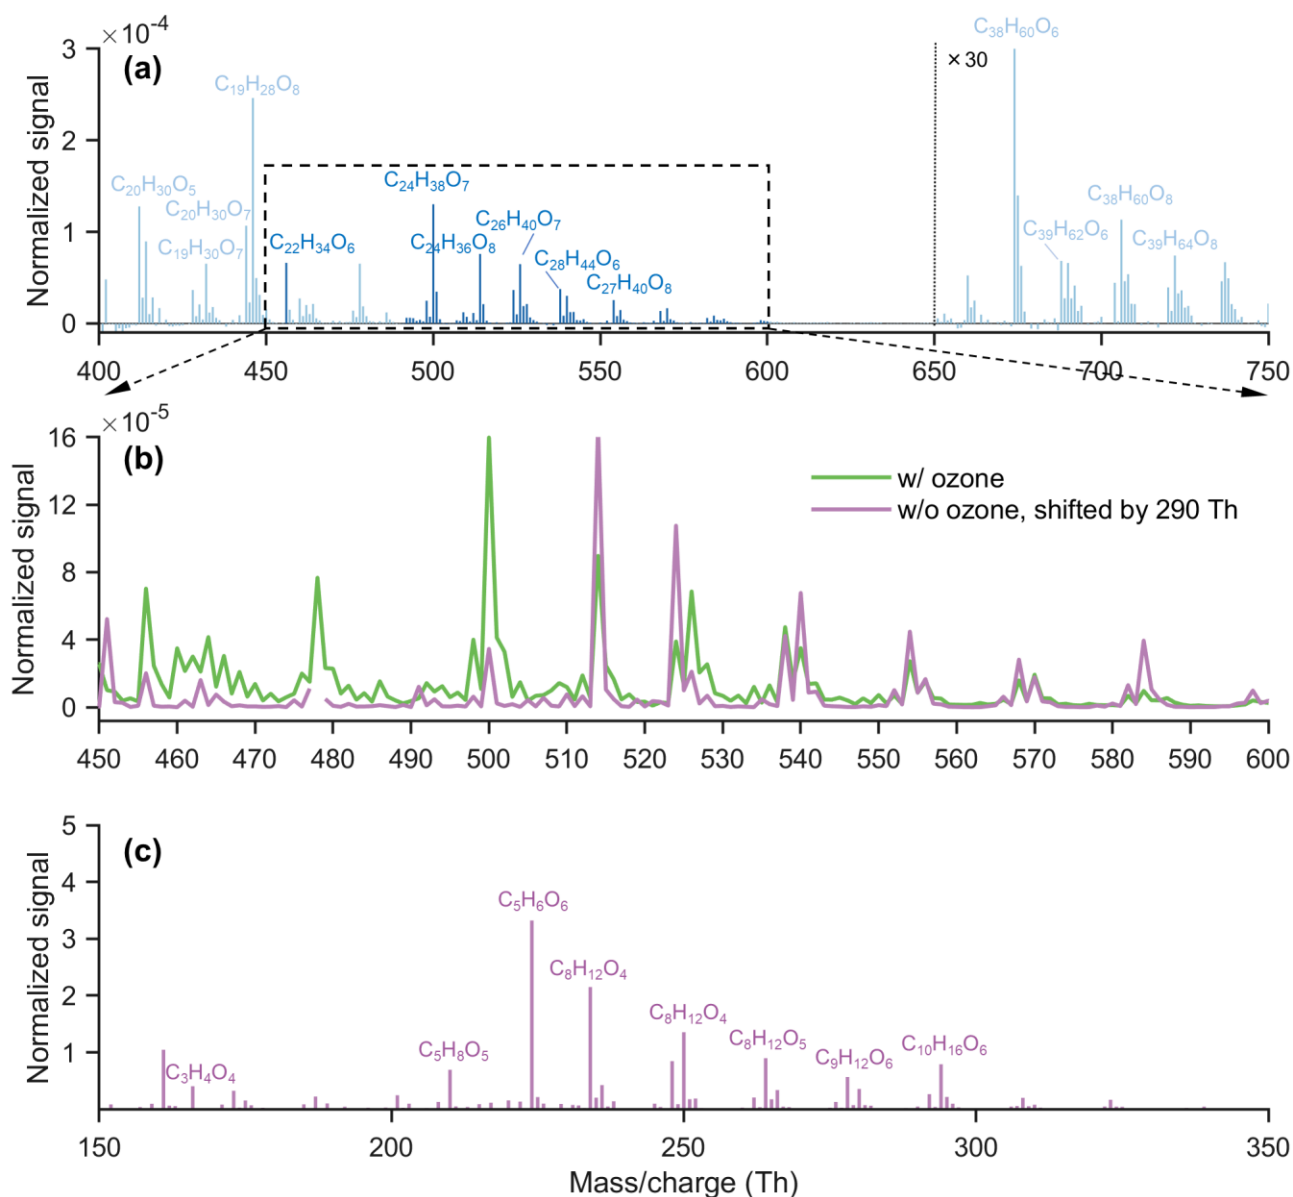 ×10⁻⁴
(a)
Normalized signal
3
2
1
0
C₃₈H₆₀O₆
×30
C₁₉H₂₈O₈
C₂₀H₃₀O₅
C₂₀H₃₀O₇
C₁₉H₃₀O₇
C₂₂H₃₄O₆
C₂₄H₃₈O₇
C₂₄H₃₆O₈
C₂₆H₄₀O₇
C₂₈H₄₄O₆
C₂₇H₄₀O₈
C₃₈H₆₀O₈
C₃₉H₆₂O₆
C₃₉H₆₄O₈
400 450 500 550 600 650 700 750
×10⁻⁵
(b)
Normalized signal
16
12
8
4
0
w/ ozone
w/o ozone, shifted by 290 Th
450 460 470 480 490 500 510 520 530 540 550 560 570 580 590 600
(c)
Normalized signal
5
4
3
2
1
C₃H₄O₄
C₅H₈O₅
C₅H₆O₆
C₈H₁₂O₄
C₈H₁₂O₄
C₈H₁₂O₅
C₉H₁₂O₆
C₁₀H₁₆O₆
150 200 250 300 350
Mass/charge (Th)